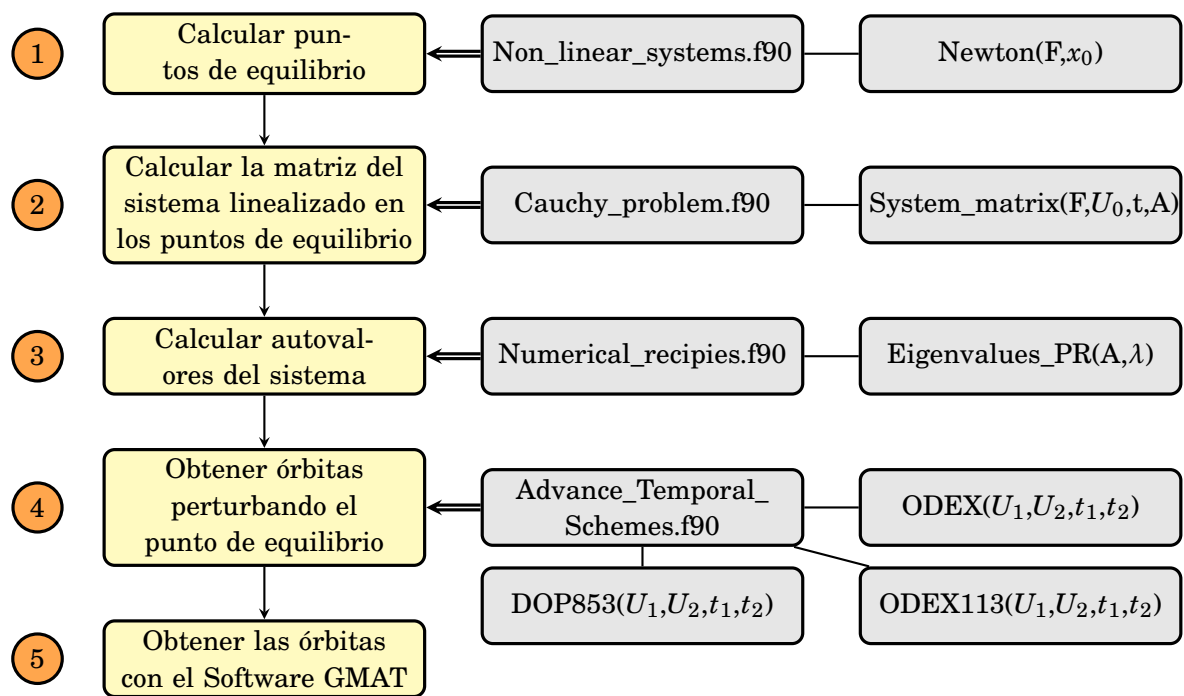 1
Calcular pun-
tos de equilibrio
Non_linear_systems.f90
Newton(F,x₀)
2
Calcular la matriz del
sistema linealizado en
los puntos de equilibrio
Cauchy_problem.f90
System_matrix(F,U₀,t,A)
3
Calcular autoval-
ores del sistema
Numerical_recipies.f90
Eigenvalues_PR(A,λ)
4
Obtener órbitas
perturbando el
punto de equilibrio
Advance_Temporal_
Schemes.f90
ODEX(U₁,U₂,t₁,t₂)
DOP853(U₁,U₂,t₁,t₂)
ODEX113(U₁,U₂,t₁,t₂)
5
Obtener las órbitas
con el Software GMAT